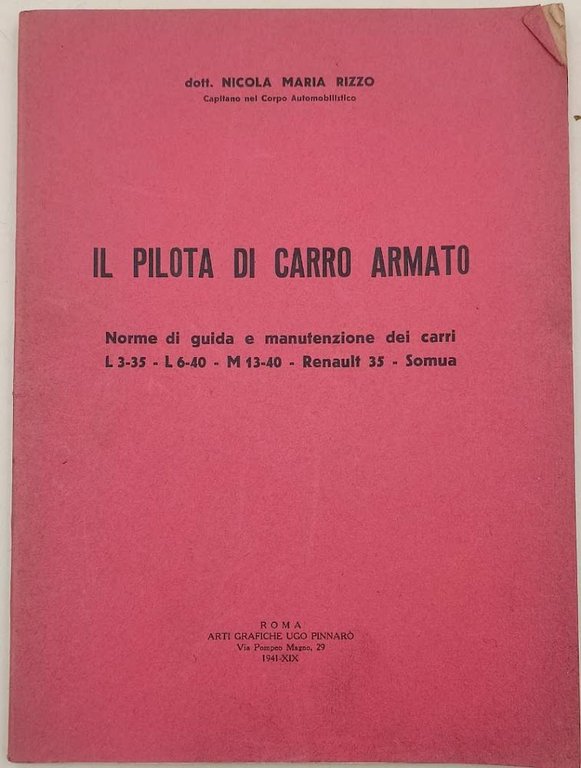 dott. NICOLA MARIA RIZZO
Capitano nel Corpo Automobilistico
IL PILOTA DI CARRO ARMATO
Norme di guida e manutenzione dei carri
L 3-35 - L 6-40 - M 13-40 - Renault 35 - Somua
ROMA
ARTI GRAFICHE UGO PINNARÒ
Via Pompeo Magno, 29
1941-XIX